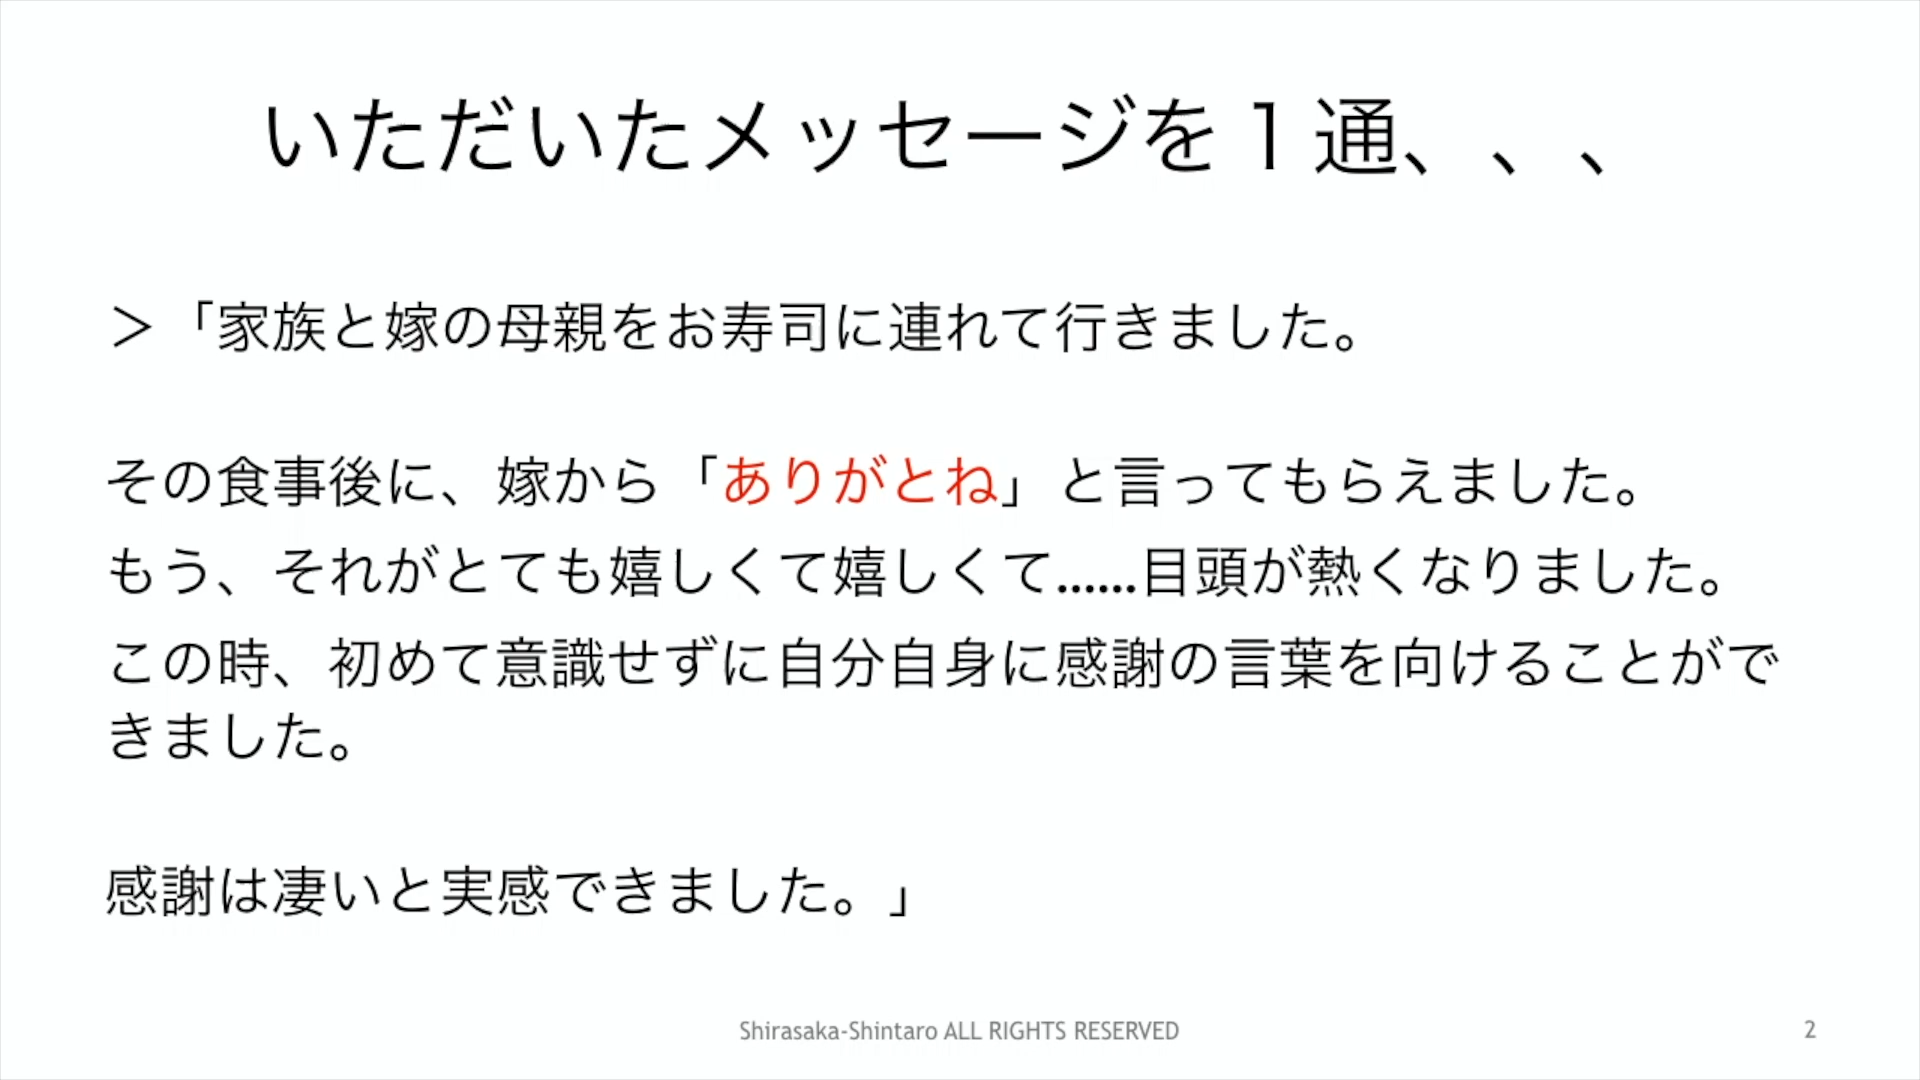 いただいたメッセージを１通、、、
＞「家族と嫁の母親をお寿司に連れて行きました。
その食事後に、嫁から「ありがとね」と言ってもらえました。
もう、それがとても嬉しくて嬉しくて……目頭が熱くなりました。
この時、初めて意識せずに自分自身に感謝の言葉を向けることがで
きました。
感謝は凄いと実感できました。」
Shirasaka-Shintaro ALL RIGHTS RESERVED
2